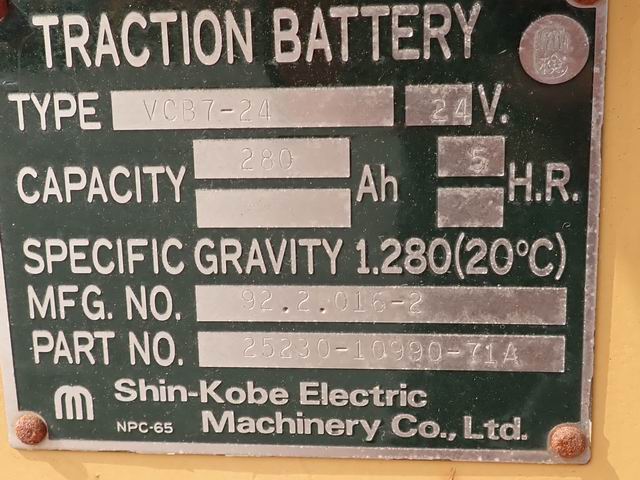 TRACTION BATTERY
TYPE VCB7-24 24 V.
280 5
CAPACITY Ah H.R.
SPECIFIC GRAVITY 1.280(20°C)
MFG. NO. 92.2.016-2
PART NO. 25230-10990-71A
m Shin-Kobe Electric
NPC-65 Machinery Co., Ltd.